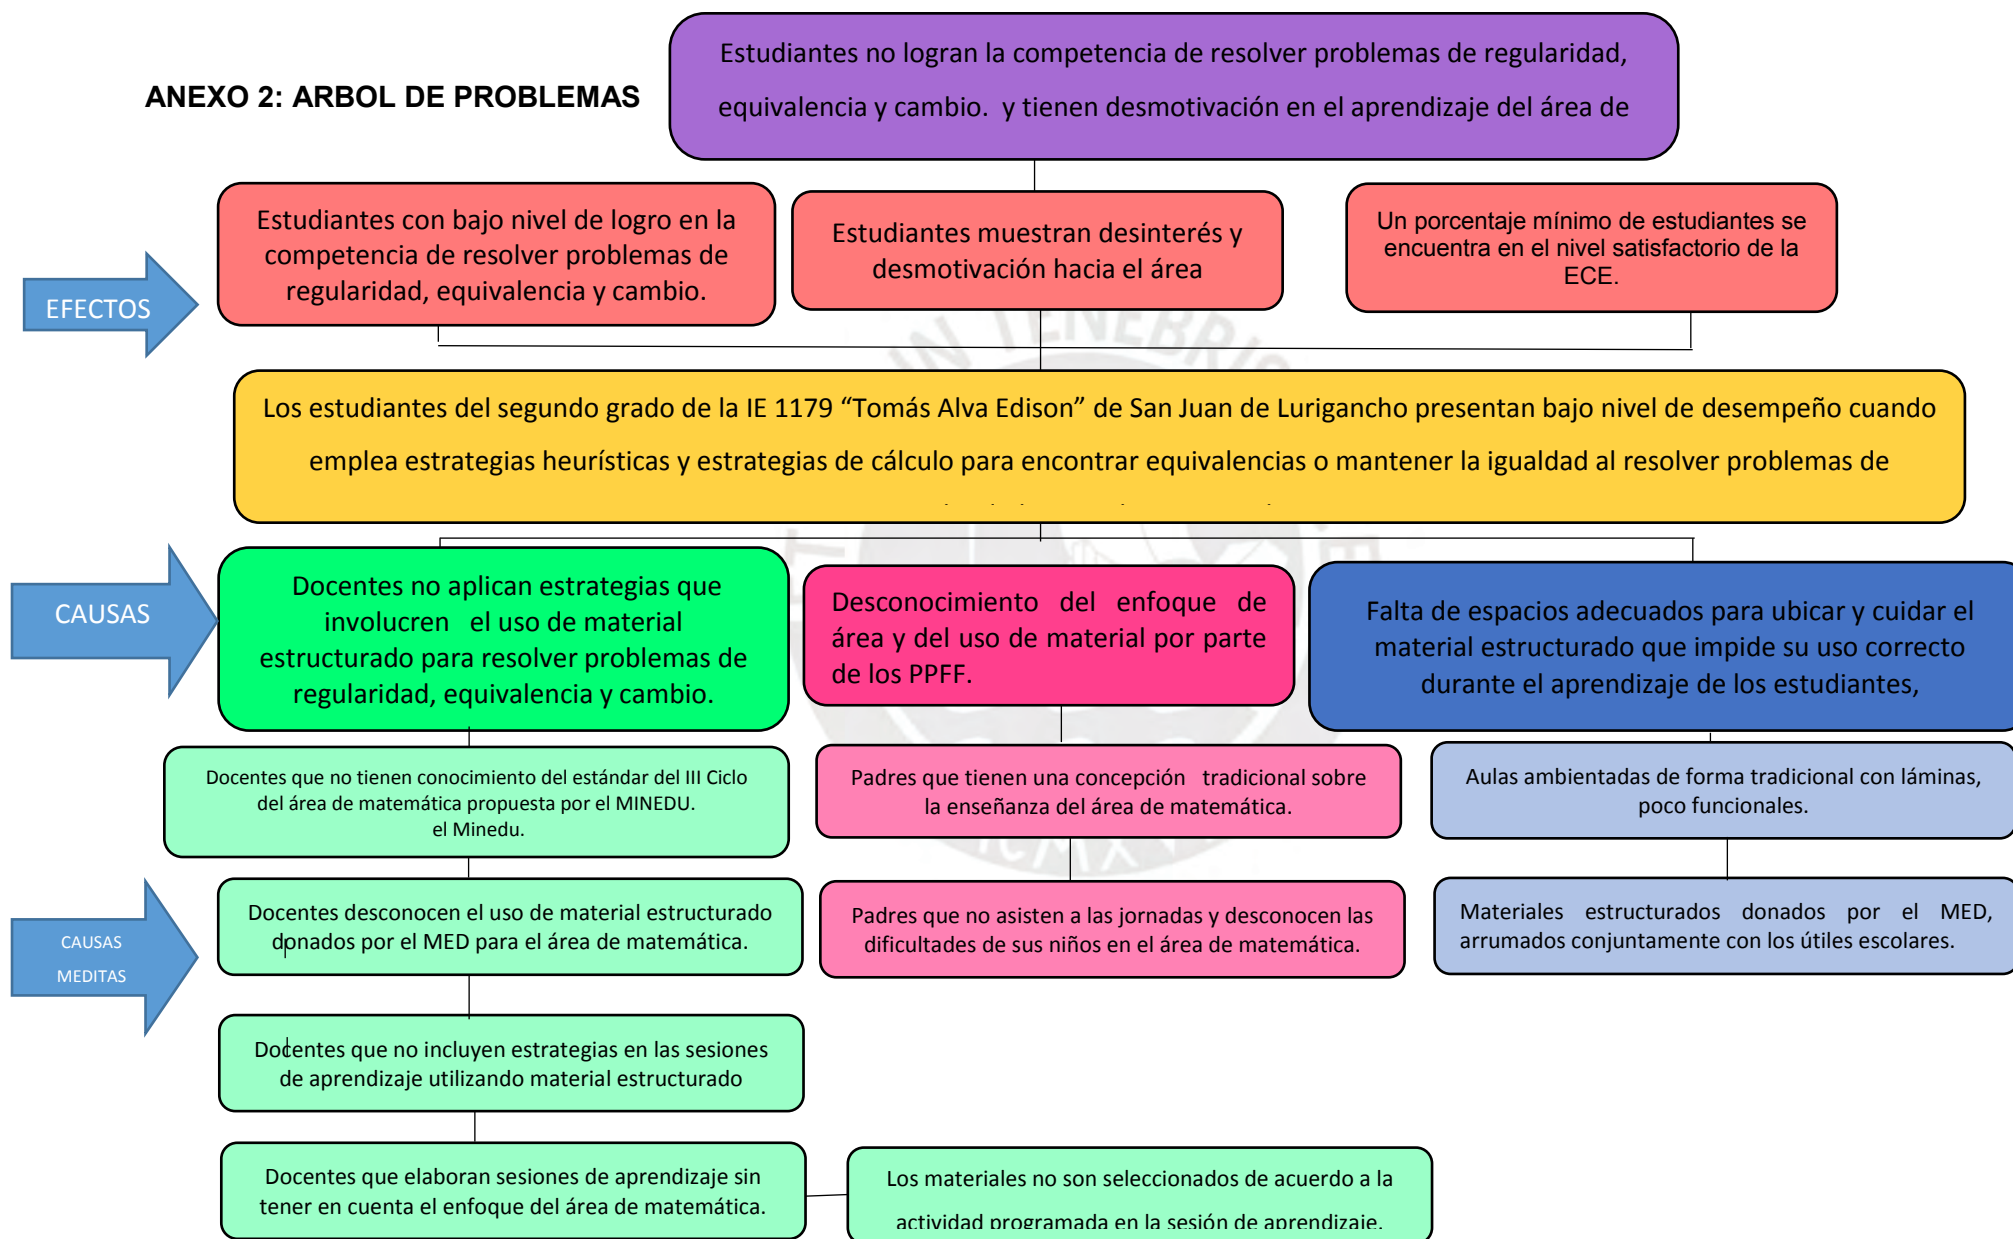 Estudiantes no logran la competencia de resolver problemas de regularidad,
equivalencia y cambio. y tienen desmotivación en el aprendizaje del área de
ANEXO 2: ARBOL DE PROBLEMAS
EFECTOS
Estudiantes con bajo nivel de logro en la
competencia de resolver problemas de
regularidad, equivalencia y cambio.
Estudiantes muestran desinterés y
desmotivación hacia el área
Un porcentaje mínimo de estudiantes se
encuentra en el nivel satisfactorio de la
ECE.
IN TENEBRIS
Los estudiantes del segundo grado de la IE 1179 “Tomás Alva Edison” de San Juan de Lurigancho presentan bajo nivel de desempeño cuando
emplea estrategias heurísticas y estrategias de cálculo para encontrar equivalencias o mantener la igualdad al resolver problemas de
CAUSAS
Docentes no aplican estrategias que
involucren el uso de material
estructurado para resolver problemas de
regularidad, equivalencia y cambio.
Desconocimiento del enfoque de
área y del uso de material por parte
de los PPFF.
Falta de espacios adecuados para ubicar y cuidar el
material estructurado que impide su uso correcto
durante el aprendizaje de los estudiantes,
Docentes que no tienen conocimiento del estándar del III Ciclo
del área de matemática propuesta por el MINEDU.
el Minedu.
Padres que tienen una concepción tradicional sobre
la enseñanza del área de matemática.
Aulas ambientadas de forma tradicional con láminas,
poco funcionales.
CAUSAS
MEDITAS
Docentes desconocen el uso de material estructurado
donados por el MED para el área de matemática.
Padres que no asisten a las jornadas y desconocen las
dificultades de sus niños en el área de matemática.
Materiales estructurados donados por el MED,
arrumados conjuntamente con los útiles escolares.
Docentes que no incluyen estrategias en las sesiones
de aprendizaje utilizando material estructurado
Docentes que elaboran sesiones de aprendizaje sin
tener en cuenta el enfoque del área de matemática.
Los materiales no son seleccionados de acuerdo a la
actividad programada en la sesión de aprendizaje.